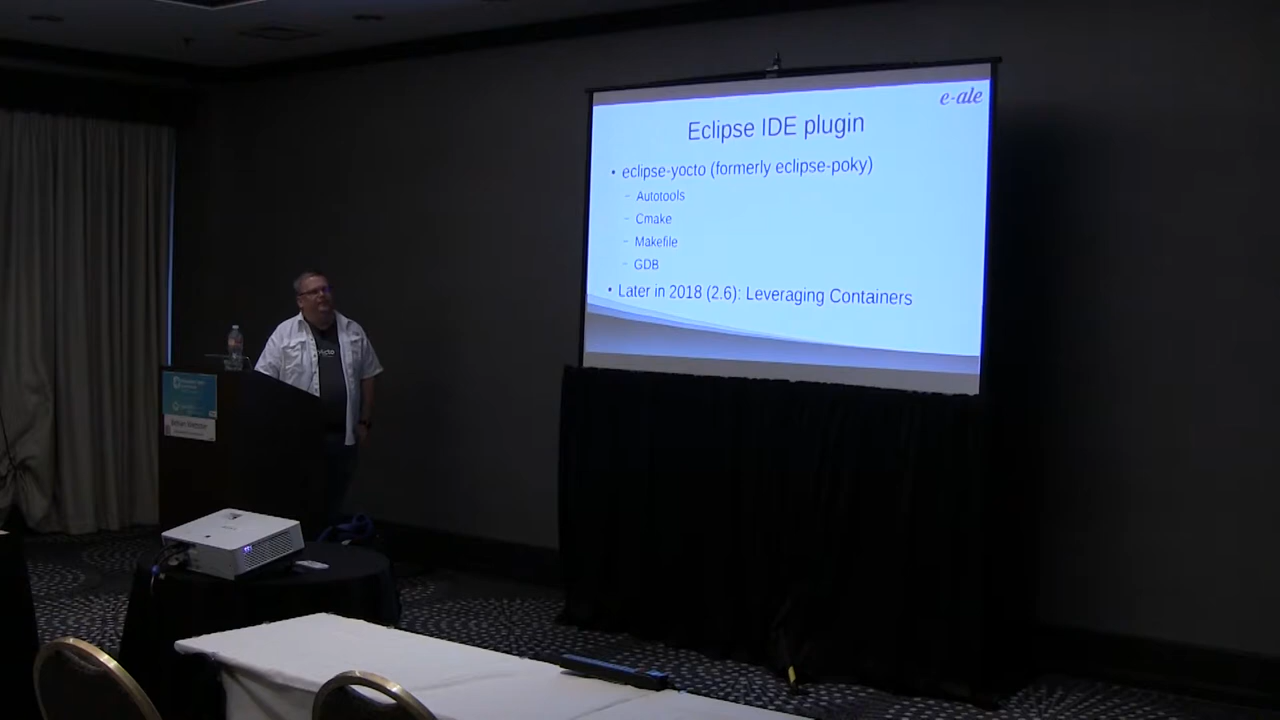 e-ale
Eclipse IDE plugin
• eclipse-yocto (formerly eclipse-poky)
– Autotools
– Cmake
– Makefile
– GDB
• Later in 2018 (2.6): Leveraging Containers